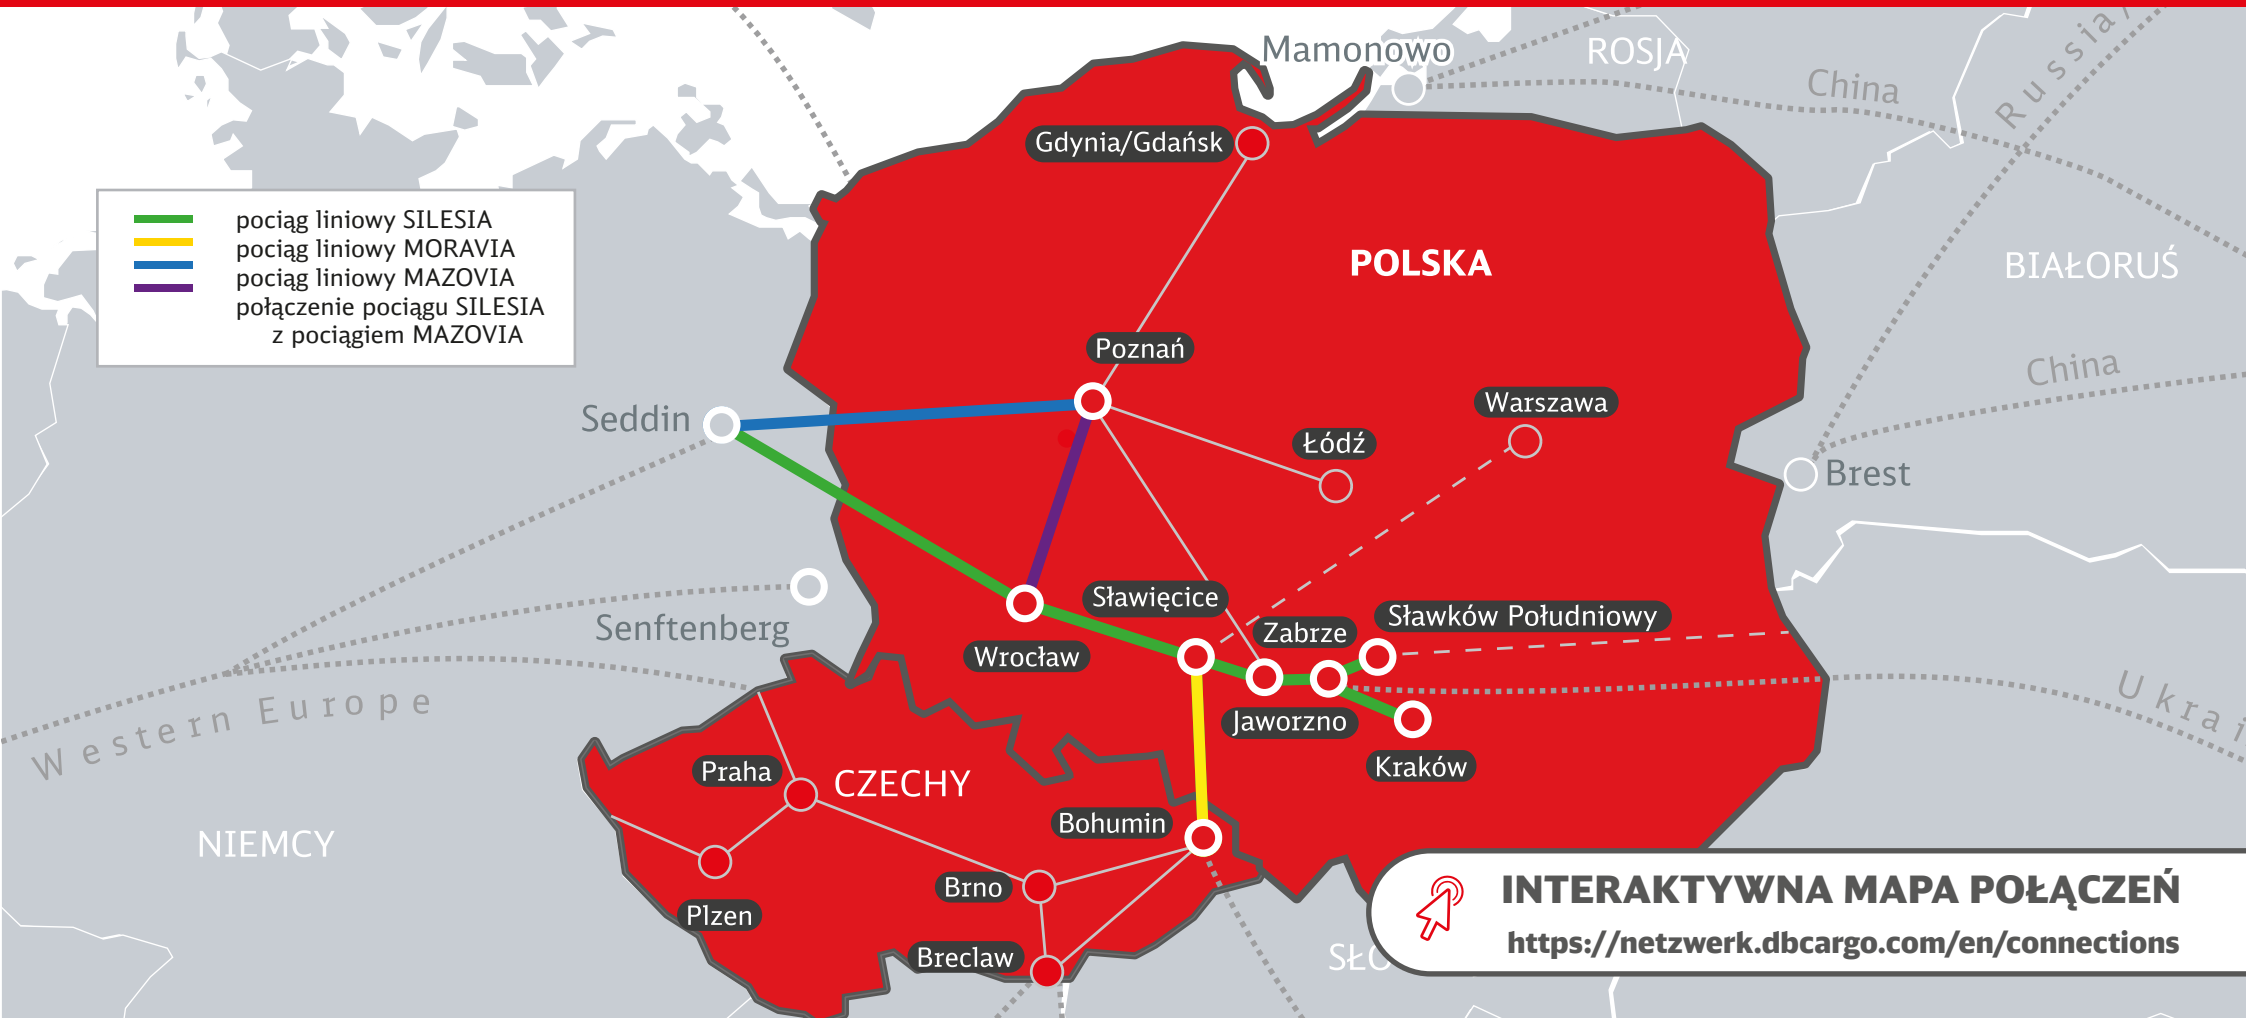 Mamonowo
ROSJA
China
Russia/
Gdynia/Gdańsk
pociąg liniowy SILESIA
pociąg liniowy MORAVIA
pociąg liniowy MAZOVIA
połączenie pociągu SILESIA
z pociągiem MAZOVIA
POLSKA
BIAŁORUŚ
Poznań
China
Seddin
Warszawa
Łódź
Brest
Senftenberg
Sławięcice
Sławków Południowy
Zabrze
Wrocław
Western Europe
Jaworzno
Ukrai
Kraków
Praha
CZECHY
Bohumin
NIEMCY
Brno
Plzen
Breclaw
SŁO
INTERAKTYWNA MAPA POŁĄCZEŃ
https://netzwerk.dbcargo.com/en/connections